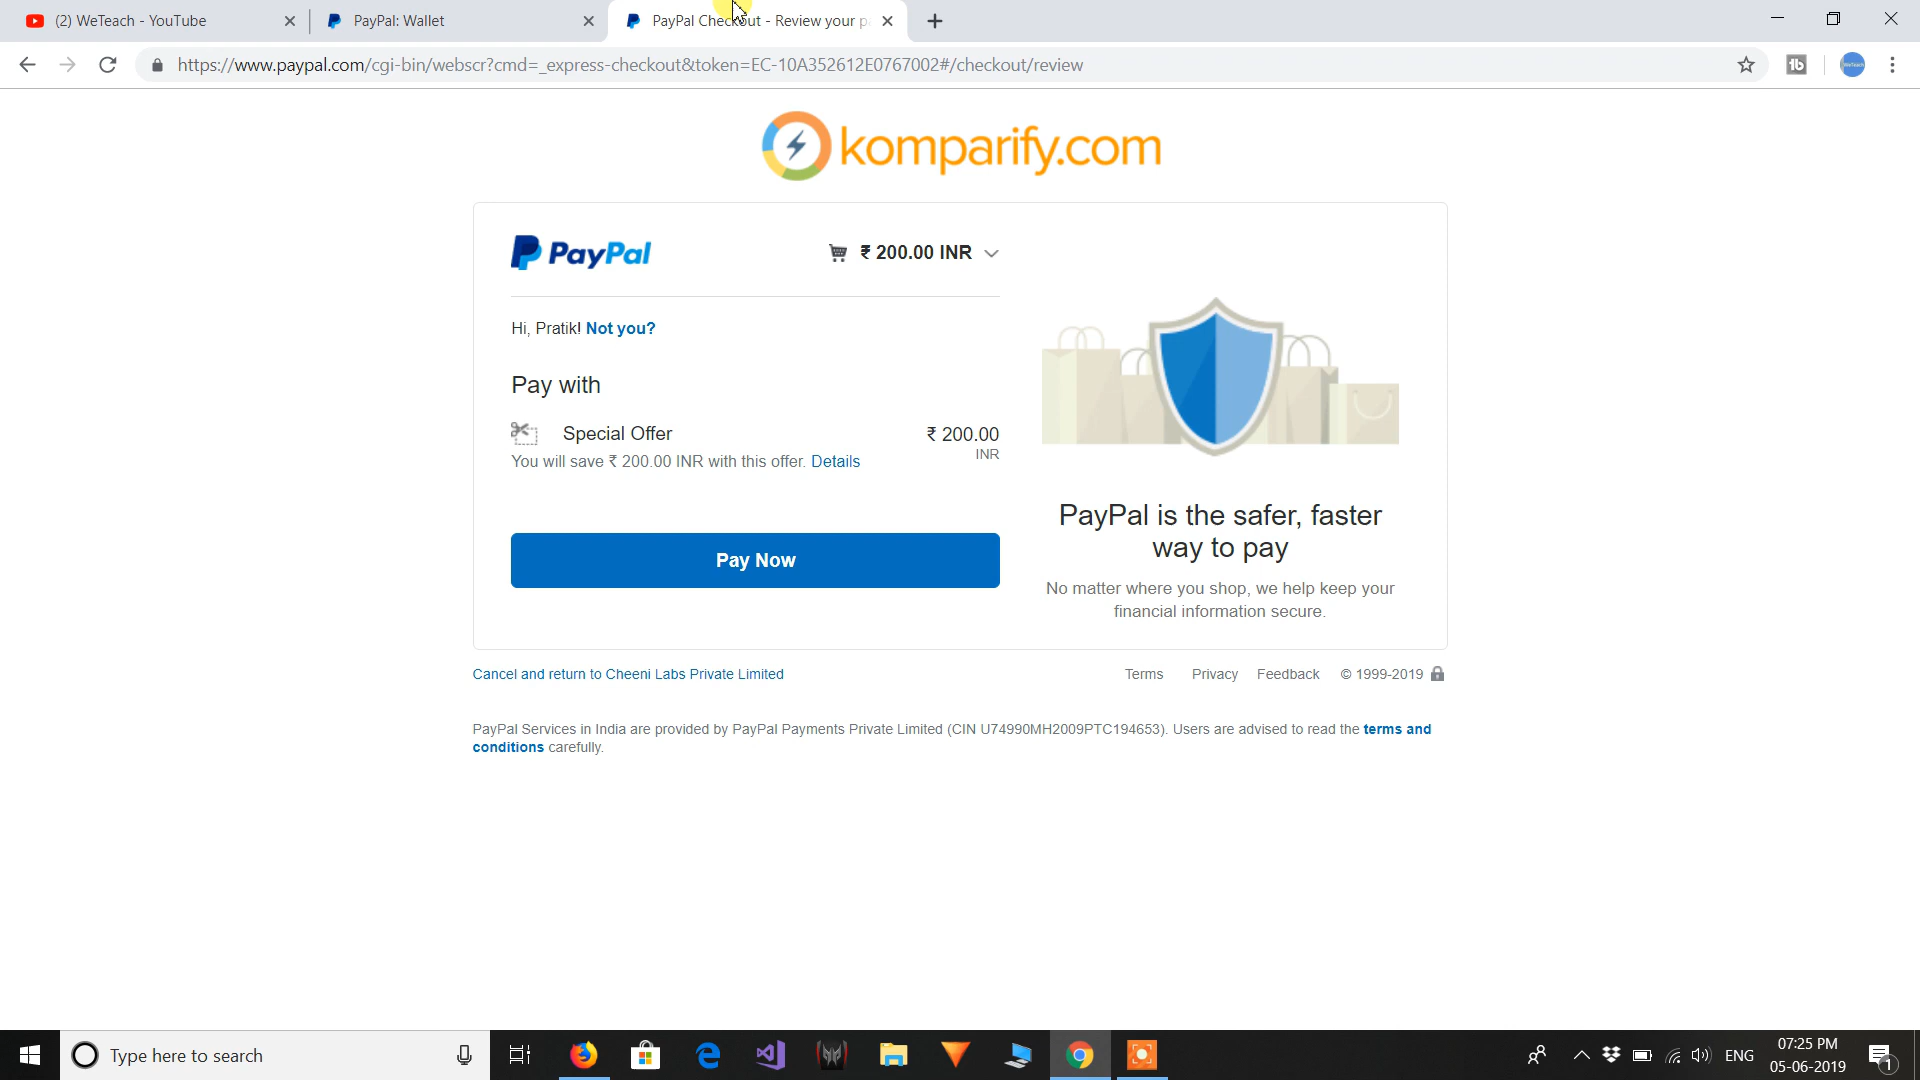 (2) WeTeach - YouTube
PayPal: Wallet
PayPal Checkout - Review your p
https://www.paypal.com/cgi-bin/webscr?cmd=_express-checkout&token=EC-10A352612E0767002#/checkout/review
komparify.com
PayPal
₹ 200.00 INR
Hi, Pratik! Not you?
Pay with
Special Offer
₹ 200.00
INR
You will save ₹ 200.00 INR with this offer. Details
Pay Now
PayPal is the safer, faster
way to pay
No matter where you shop, we help keep your
financial information secure.
Cancel and return to Cheeni Labs Private Limited
Terms Privacy Feedback © 1999-2019
PayPal Services in India are provided by PayPal Payments Private Limited (CIN U74990MH2009PTC194653). Users are advised to read the terms and
conditions carefully.
Type here to search
ENG
07:25 PM
05-06-2019
1